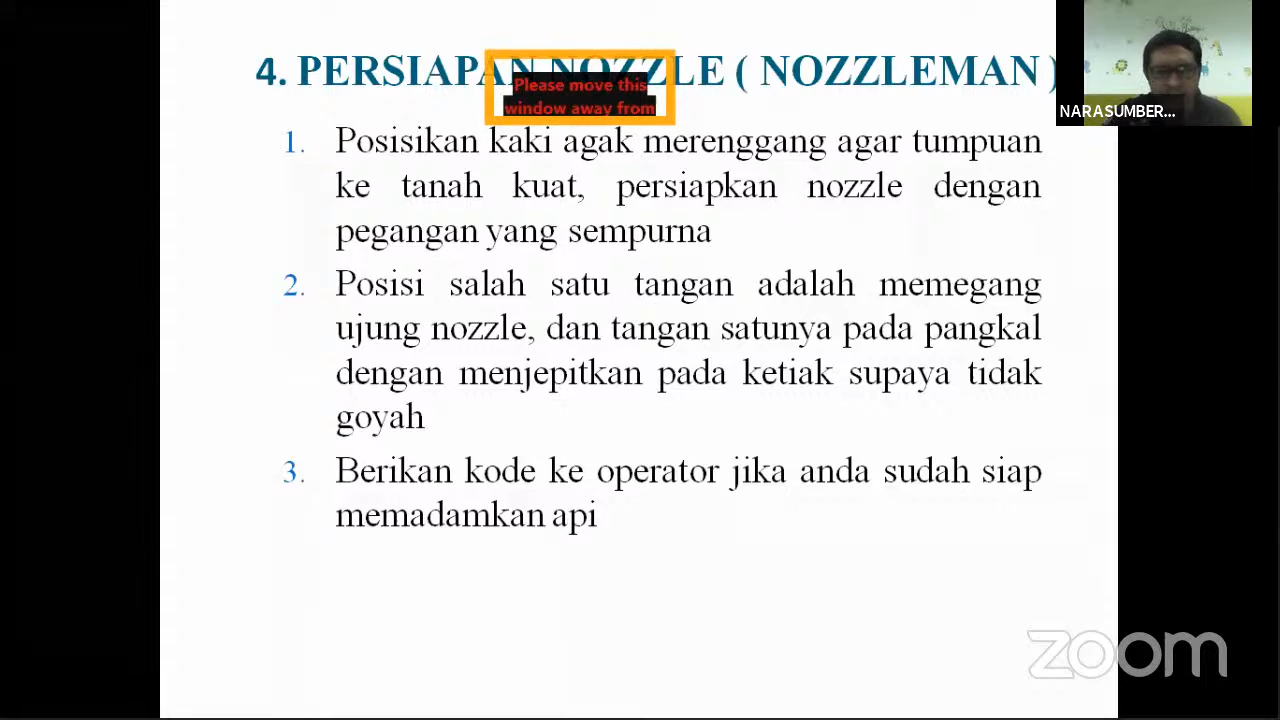 4. PERSIAPAN NOZZLE ( NOZZLEMAN )
Please move this
window away from
NARASUMBER...
1. Posisikan kaki agak merenggang agar tumpuan
ke tanah kuat, persiapkan nozzle dengan
pegangan yang sempurna
2. Posisi salah satu tangan adalah memegang
ujung nozzle, dan tangan satunya pada pangkal
dengan menjepitkan pada ketiak supaya tidak
goyah
3. Berikan kode ke operator jika anda sudah siap
memadamkan api
zoom